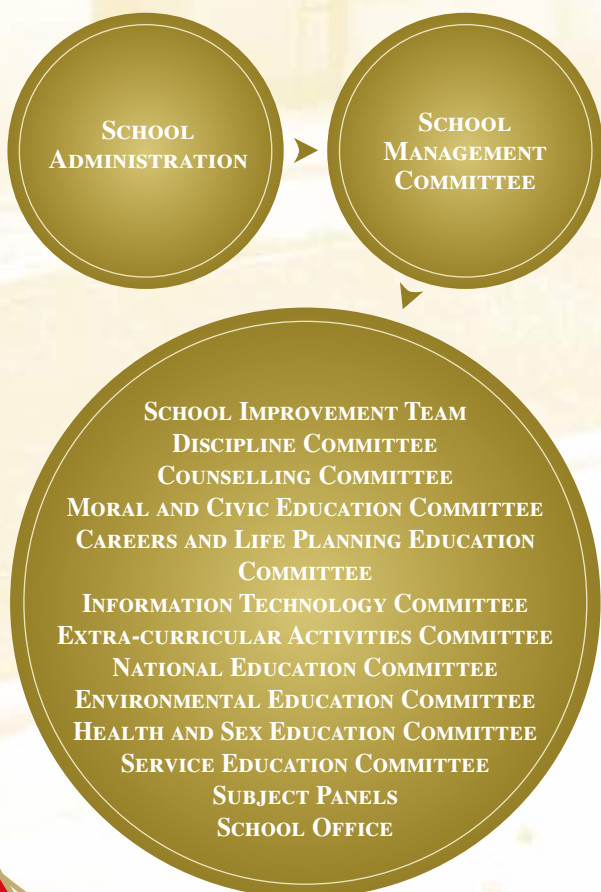 School
Administration
School
Management
Committee
School Improvement Team
Discipline Committee
Counselling Committee
Moral and Civic Education Committee
Careers and Life Planning Education
Committee
Information Technology Committee
Extra-curricular Activities Committee
National Education Committee
Environmental Education Committee
Health and Sex Education Committee
Service Education Committee
Subject Panels
School Office